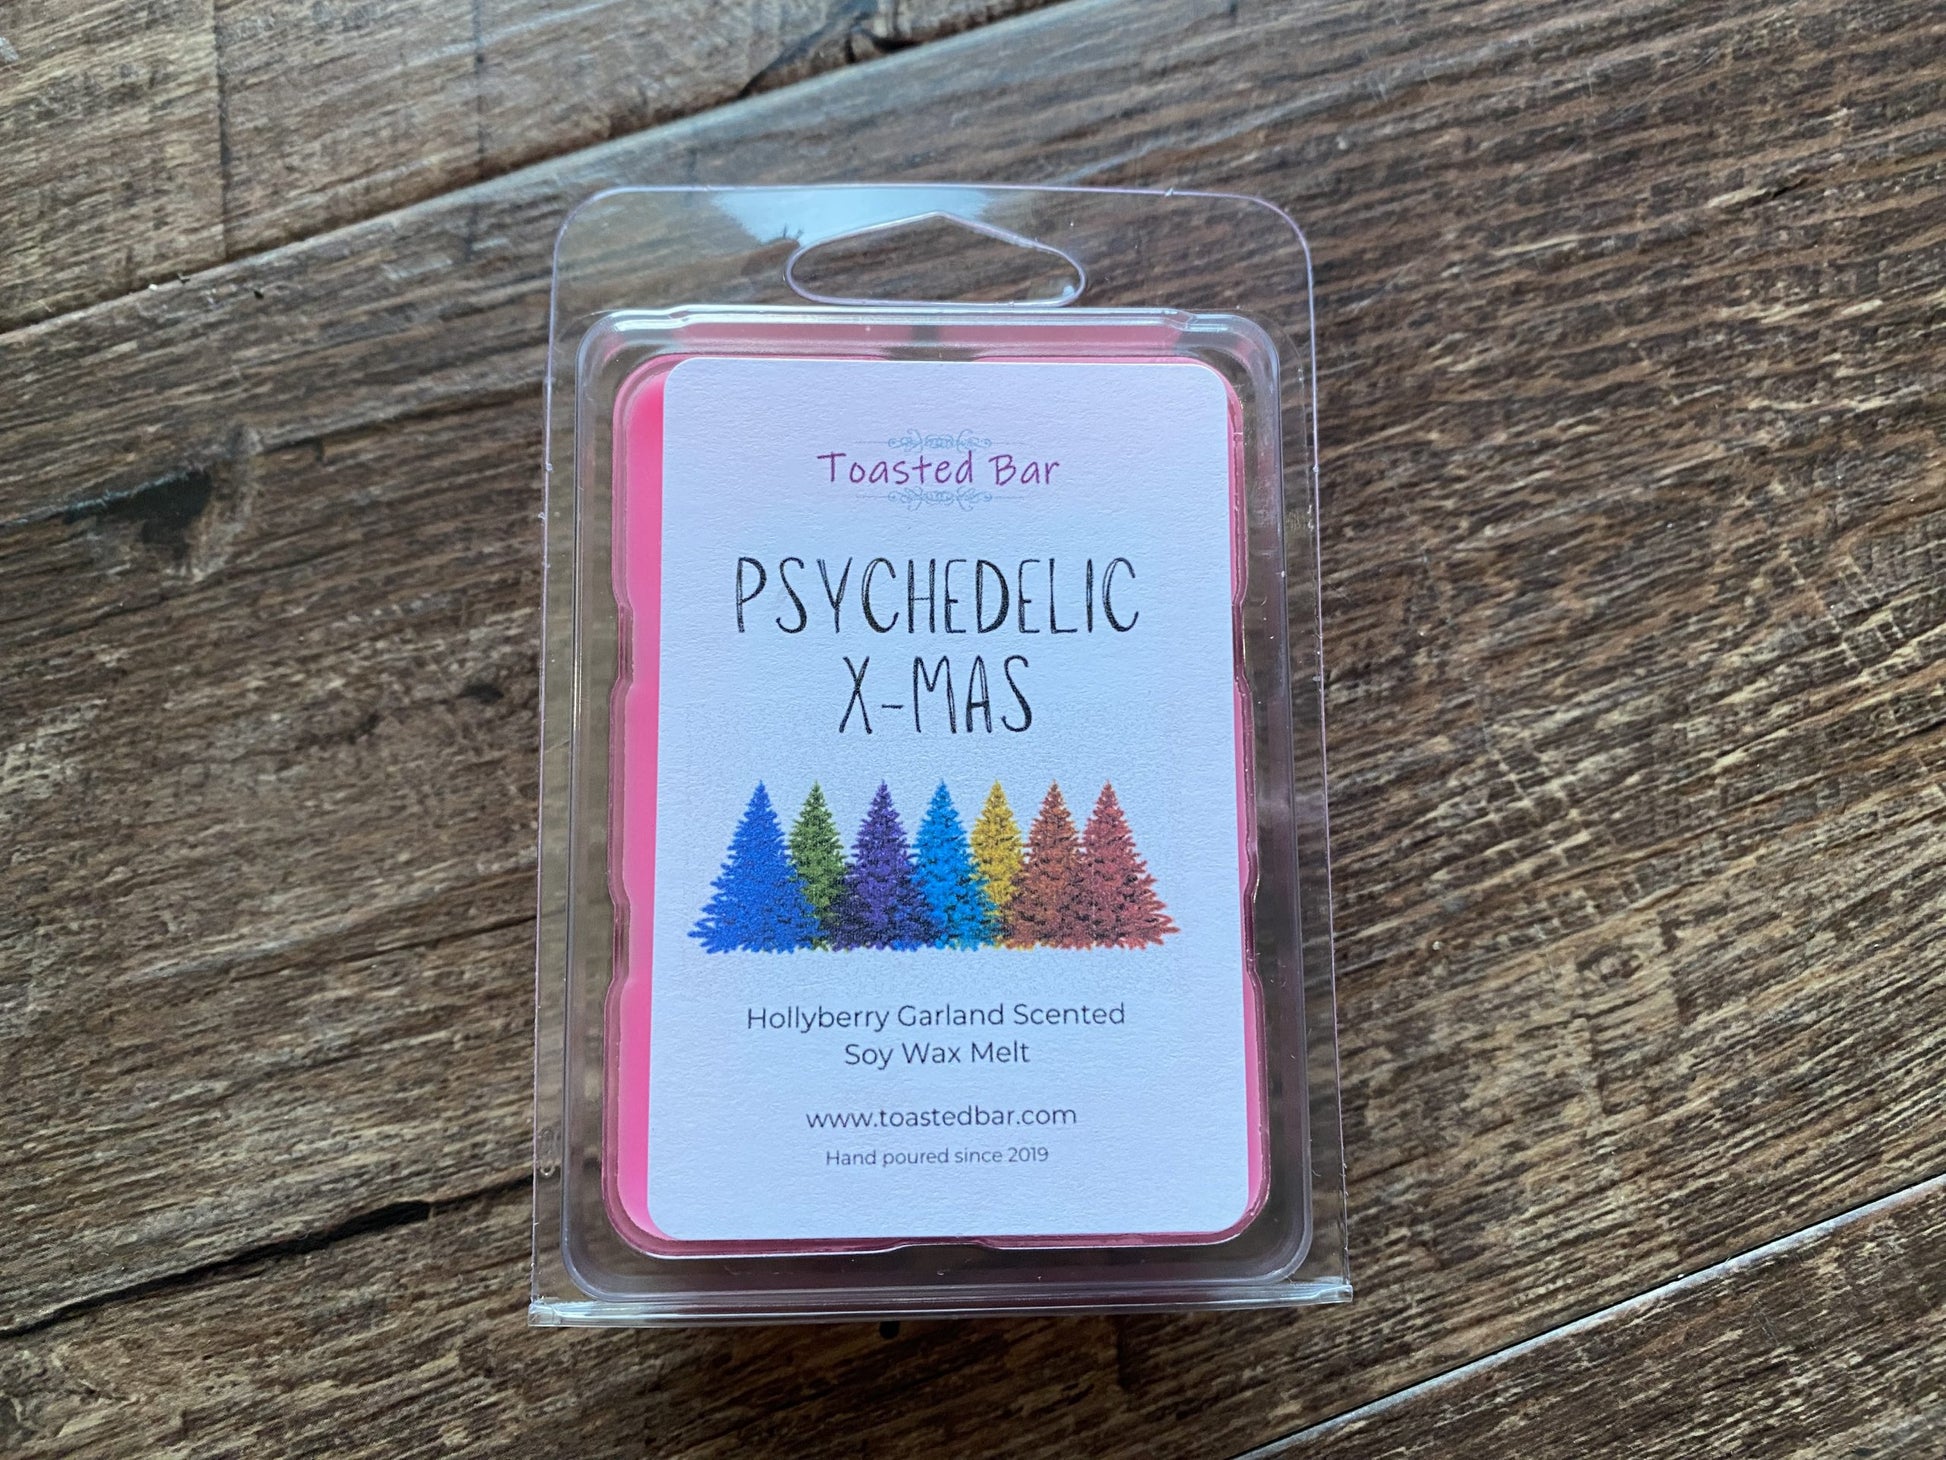 Toasted Bar
PSYCHEDELIC
X-MAS
Hollyberry Garland Scented
Soy Wax Melt
www.toastedbar.com
Hand poured since 2019